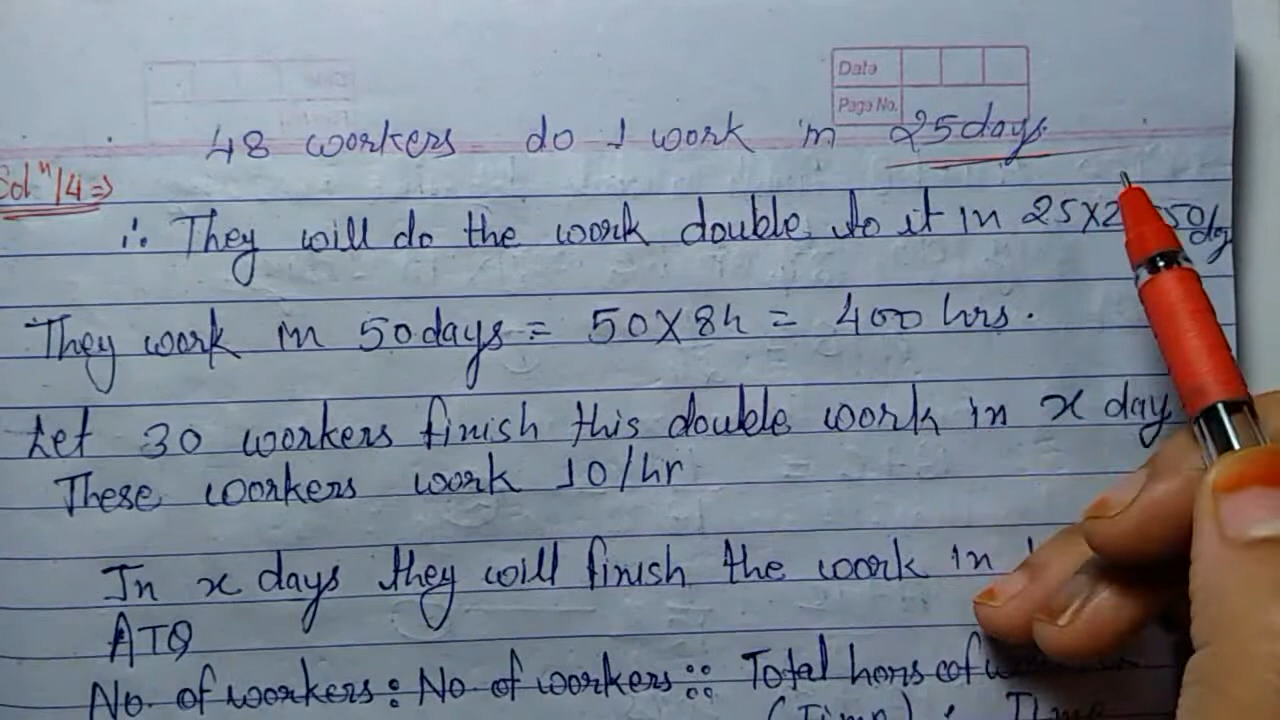 Data
Page No.
48 workers do 1 work in 25 days.
Solⁿ/4 =>
∴ They will do the work double to it in 25×2 50
They work in 50 days = 50×8h = 400 hrs.
Let 30 workers finish this double work in x day
These workers work 10/hr
In x days they will finish the work in
ATQ
No. of workers : No of workers :: Total hors of
(Time) :